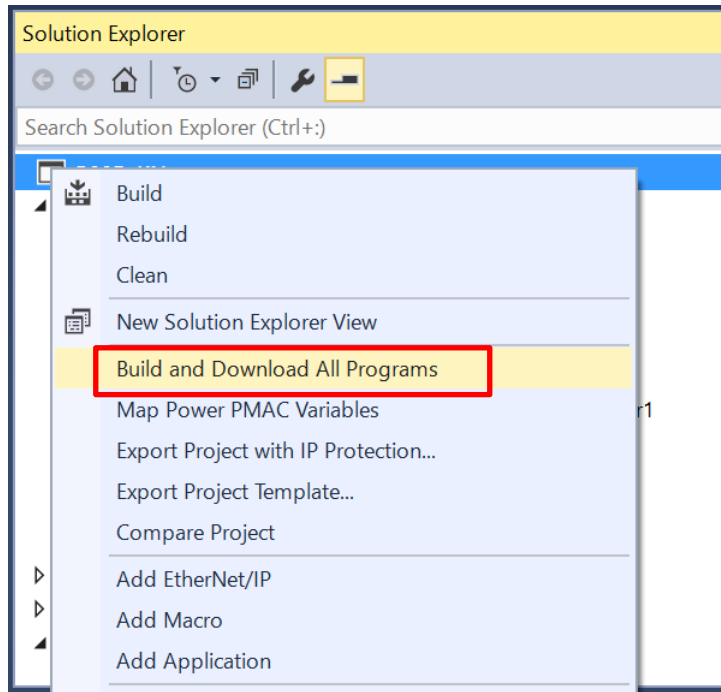 Solution Explorer
Search Solution Explorer (Ctrl+:)
Build
Rebuild
Clean
New Solution Explorer View
Build and Download All Programs
Map Power PMAC Variables
r1
Export Project with IP Protection...
Export Project Template...
Compare Project
Add EtherNet/IP
Add Macro
Add Application